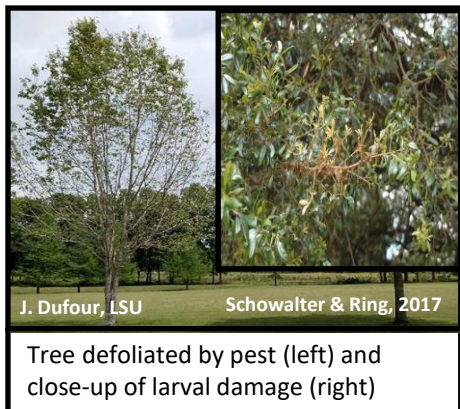 J. Dufour, LSU
Schowalter & Ring, 2017
Tree defoliated by pest (left) and
close-up of larval damage (right)